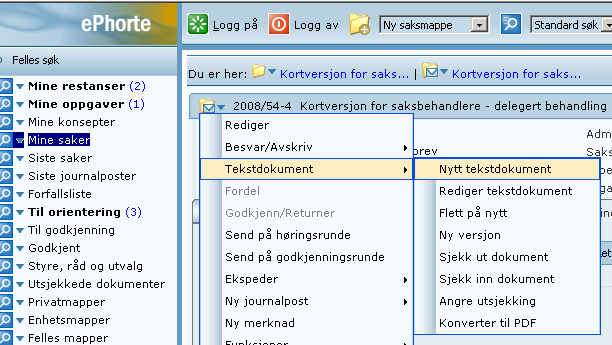 ePhorte
Logg på Logg av Ny saksmappe Standard søk
Felles søk
Du er her: Kortversjon for saks... | Kortversjon for saks...
Mine restanser (2)
Mine oppgaver (1)
Mine konsepter
Mine saker
Siste saker
Siste journalposter
Forfallsliste
Til orientering (3)
Til godkjenning
Godkjent
Styre, råd og utvalg
Utsjekkede dokumenter
Privatmapper
Enhetsmapper
Felles mapper
2008/54-4 Kortversjon for saksbehandlere - delegert behandling
Rediger
Besvar/Avskriv
Tekstdokument
Fordel
Godkjenn/Returner
Send på høringsrunde
Send på godkjenningsrunde
Ekspeder
Ny journalpost
Ny merknad
Funksjoner
Nytt tekstdokument
Rediger tekstdokument
Flett på nytt
Ny versjon
Sjekk ut dokument
Sjekk inn dokument
Angre utsjekking
Konverter til PDF